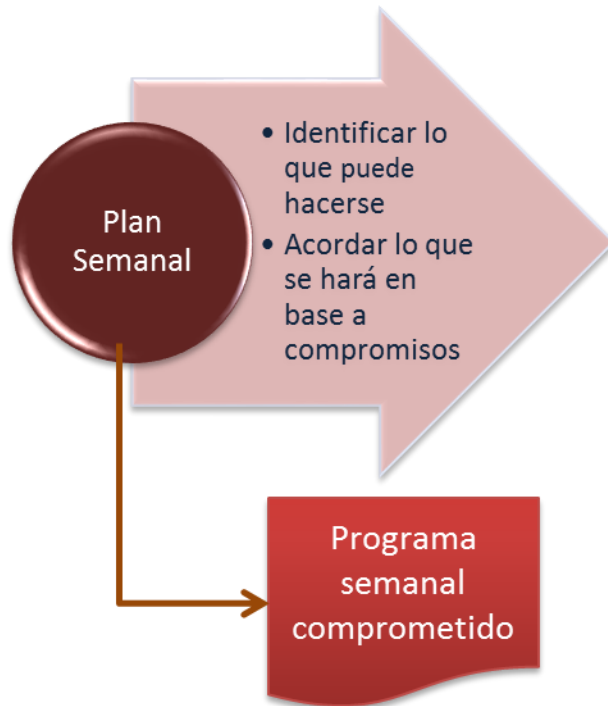 Plan
Semanal
• Identificar lo
que puede
hacerse
• Acordar lo que
se hará en
base a
compromisos
Programa
semanal
comprometido